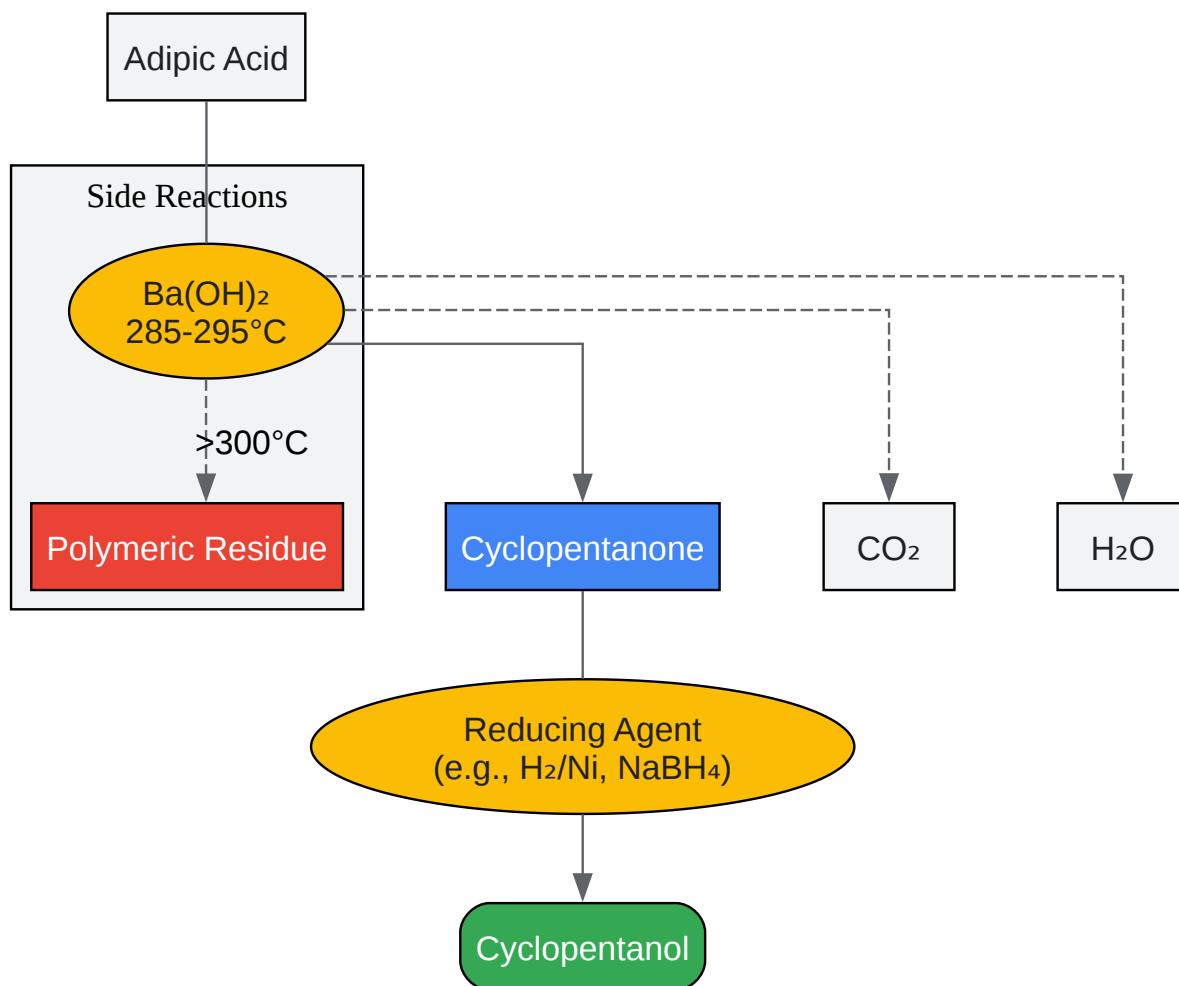 Adipic Acid
Side Reactions
Ba(OH)₂
285-295°C
>300°C
Polymeric Residue
Cyclopentanone
CO₂
H₂O
Reducing Agent
(e.g., H₂/Ni, NaBH₄)
Cyclopentanol